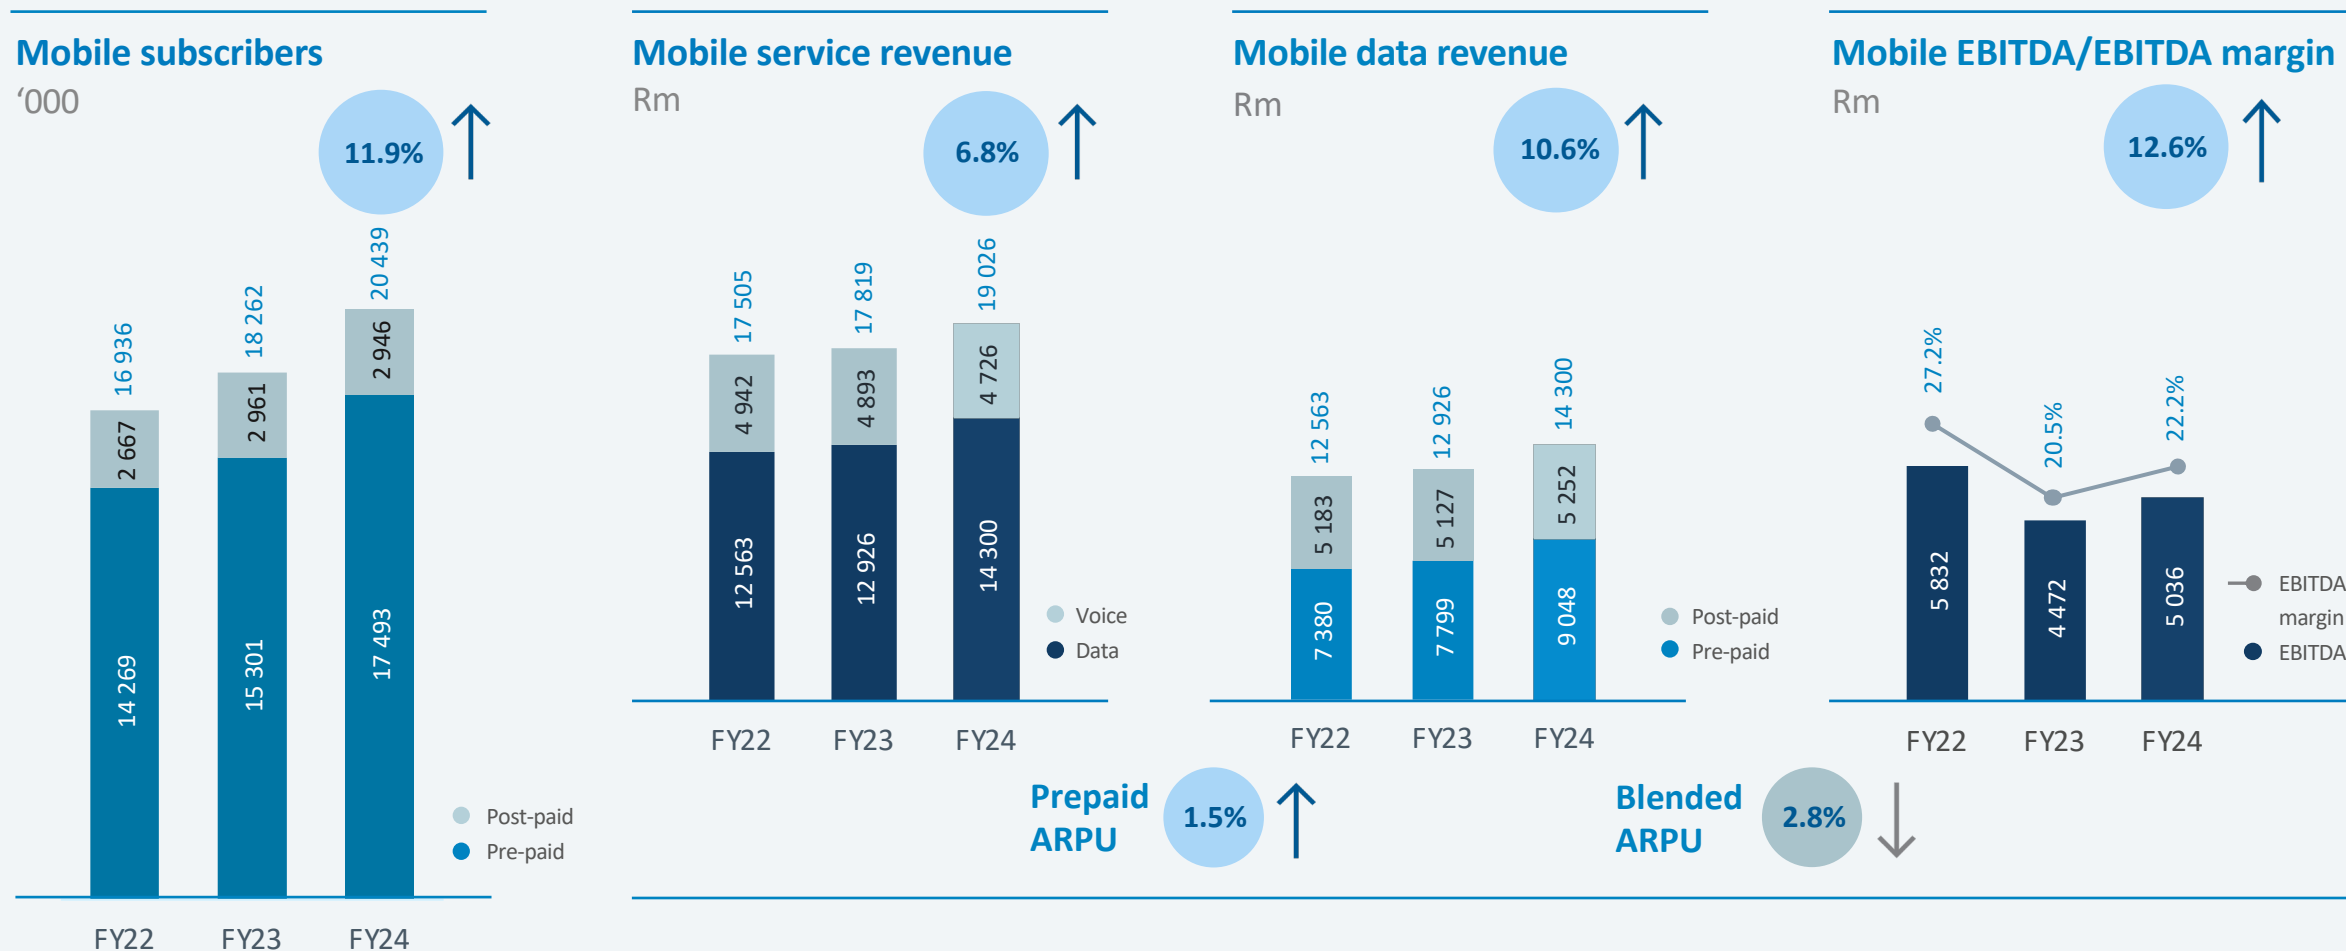 Mobile subscribers
‘000
11.9%
16 936
18 262
20 439
2 667
2 961
2 946
14 269
15 301
17 493
Post-paid
Pre-paid
FY22
FY23
FY24
Mobile service revenue
Rm
6.8%
17 505
17 819
19 026
4 942
4 893
4 726
12 563
12 926
14 300
Voice
Data
FY22
FY23
FY24
Mobile data revenue
Rm
10.6%
12 563
12 926
14 300
5 183
5 127
5 252
7 380
7 799
9 048
Post-paid
Pre-paid
FY22
FY23
FY24
Mobile EBITDA/EBITDA margin
Rm
12.6%
27.2%
20.5%
22.2%
5 832
4 472
5 036
EBITDA
margin
EBITDA
FY22
FY23
FY24
Prepaid
ARPU
1.5%
Blended
ARPU
2.8%